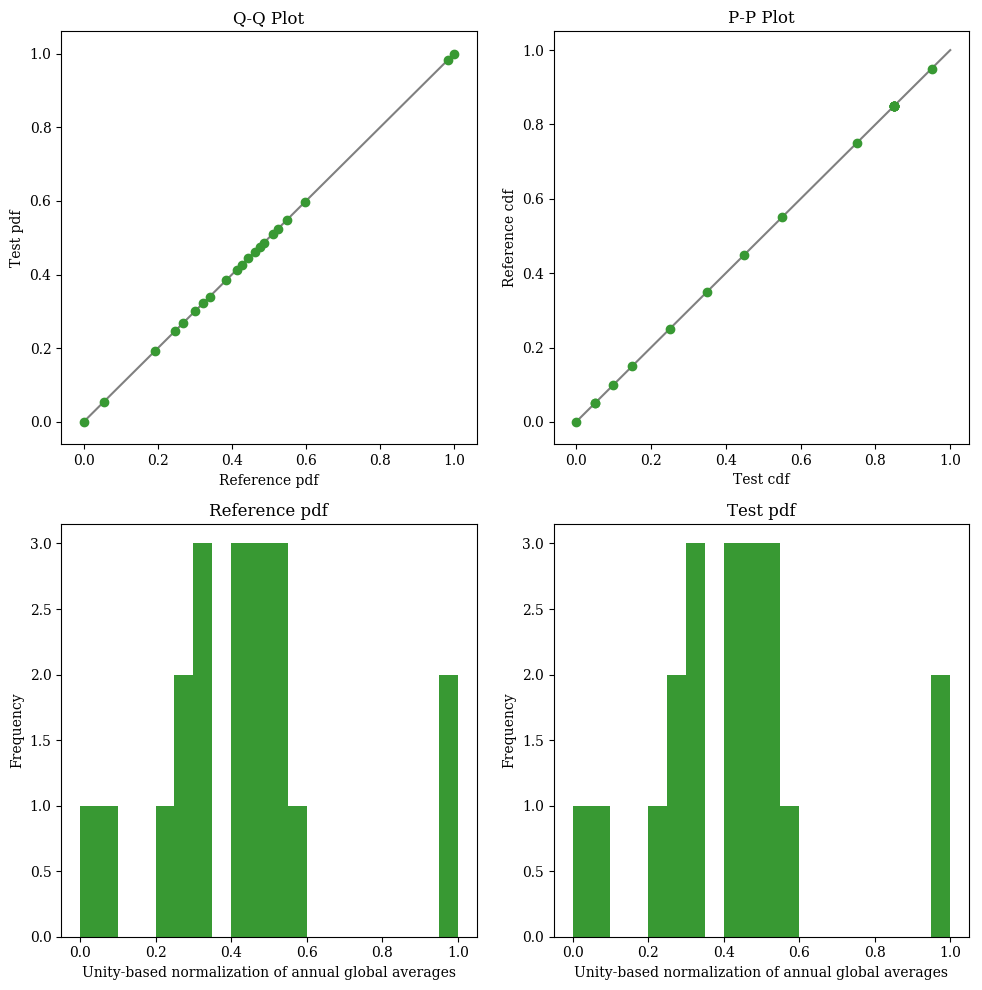 Q-Q Plot
1.0
0.8
0.6
0.4
0.2
0.0
Test pdf
0.0 0.2 0.4 0.6 0.8 1.0
Reference pdf
P-P Plot
1.0
0.8
0.6
0.4
0.2
0.0
Reference cdf
0.0 0.2 0.4 0.6 0.8 1.0
Test cdf
Reference pdf
3.0
2.5
2.0
1.5
1.0
0.5
0.0
Frequency
0.0 0.2 0.4 0.6 0.8 1.0
Unity-based normalization of annual global averages
Test pdf
3.0
2.5
2.0
1.5
1.0
0.5
0.0
Frequency
0.0 0.2 0.4 0.6 0.8 1.0
Unity-based normalization of annual global averages